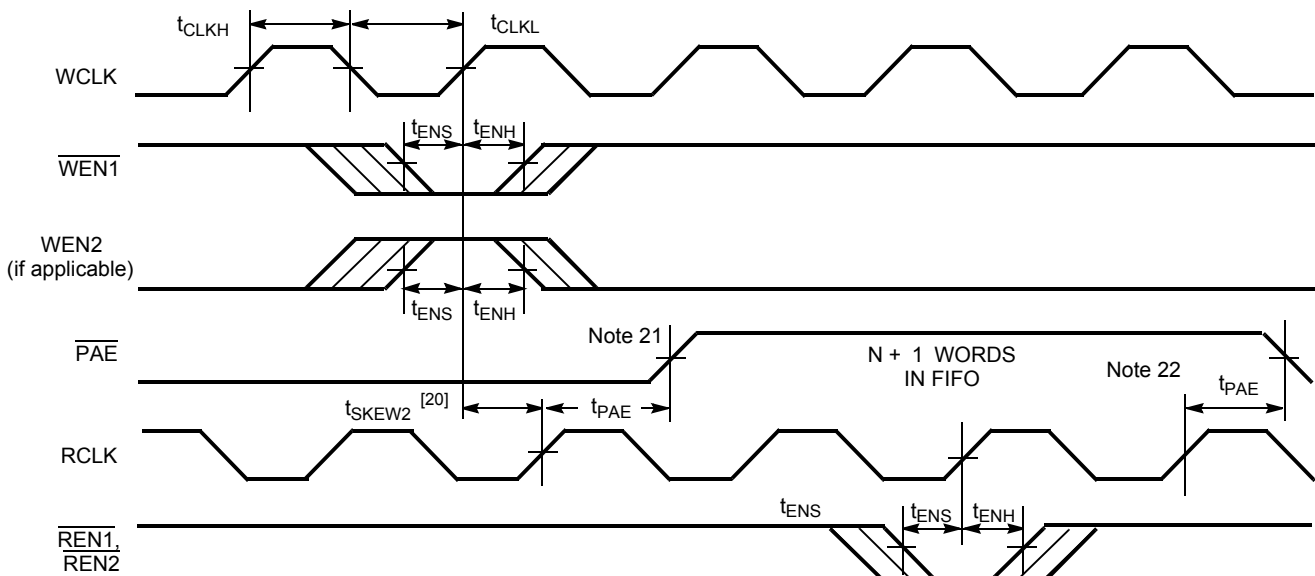 tCLKH
tCLKL
WCLK
tENS
tENH
WEN1
WEN2
(if applicable)
tENS
tENH
Note 21
PAE
N + 1 WORDS
IN FIFO
Note 22
tPAE
tSKEW2 [20]
tPAE
RCLK
tENS
tENS
tENH
REN1,
REN2